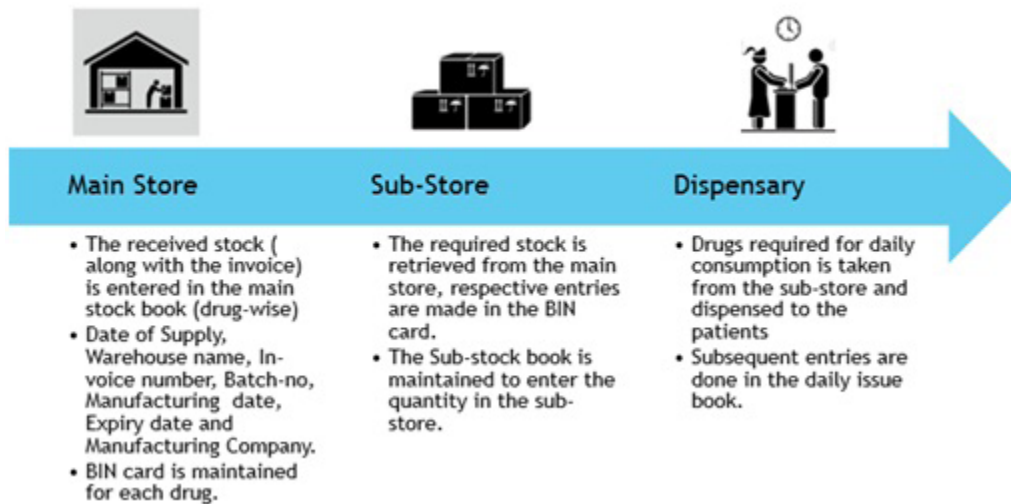 Main Store
• The received stock (
along with the invoice)
is entered in the main
stock book (drug-wise)
• Date of Supply,
Warehouse name, In-
voice number, Batch-no,
Manufacturing date,
Expiry date and
Manufacturing Company.
• BIN card is maintained
for each drug.
Sub-Store
• The required stock is
retrieved from the main
store, respective entries
are made in the BIN
card.
• The Sub-stock book is
maintained to enter the
quantity in the sub-
store.
Dispensary
• Drugs required for daily
consumption is taken
from the sub-store and
dispensed to the
patients
• Subsequent entries are
done in the daily issue
book.